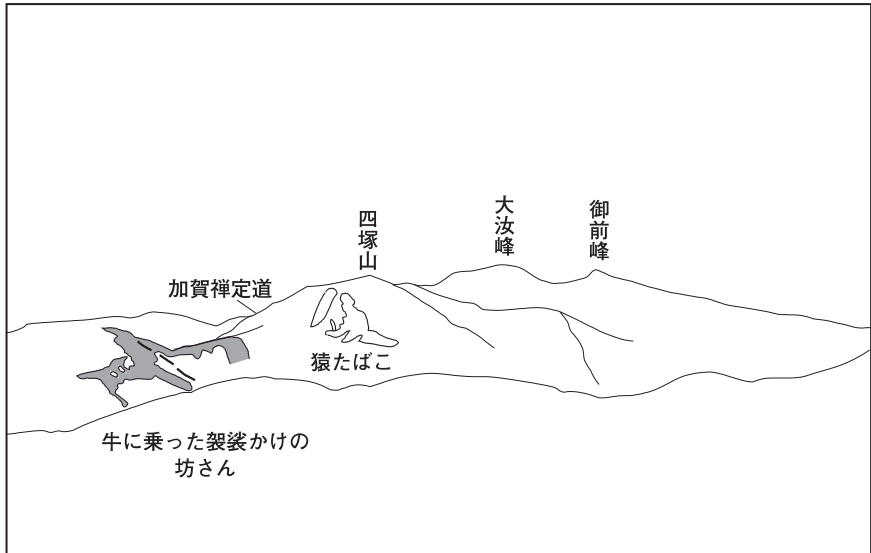 四塚山
大汝峰
御前峰
加賀禅定道
猿たばこ
牛に乗った袈裟かけの
坊さん